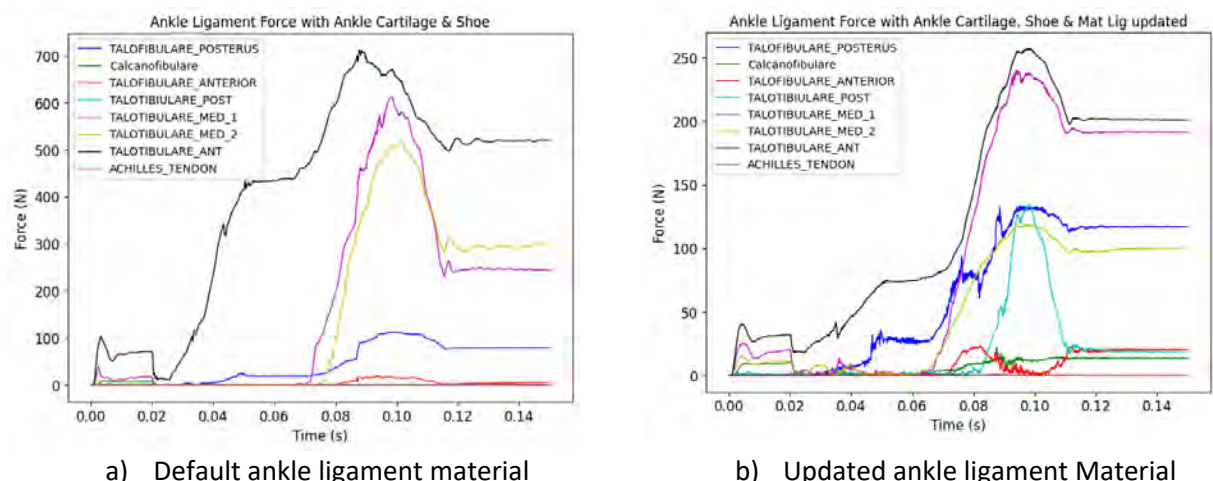 Ankle Ligament Force with Ankle Cartilage & Shoe
700
600
500
400
300
200
100
0
Force (N)
TALOFIBULARE_POSTERUS
Calcanofibulare
TALOFIBULARE_ANTERIOR
TALOTIBIULARE_POST
TALOTIBULARE_MED_1
TALOTIBULARE_MED_2
TALOTIBULARE_ANT
ACHILLES_TENDON
0.00 0.02 0.04 0.06 0.08 0.10 0.12 0.14
Time (s)
a) Default ankle ligament material
Ankle Ligament Force with Ankle Cartilage, Shoe & Mat Lig updated
250
200
150
100
50
0
Force (N)
TALOFIBULARE_POSTERUS
Calcanofibulare
TALOFIBULARE_ANTERIOR
TALOTIBIULARE_POST
TALOTIBULARE_MED_1
TALOTIBULARE_MED_2
TALOTIBULARE_ANT
ACHILLES_TENDON
0.00 0.02 0.04 0.06 0.08 0.10 0.12 0.14
Time (s)
b) Updated ankle ligament Material